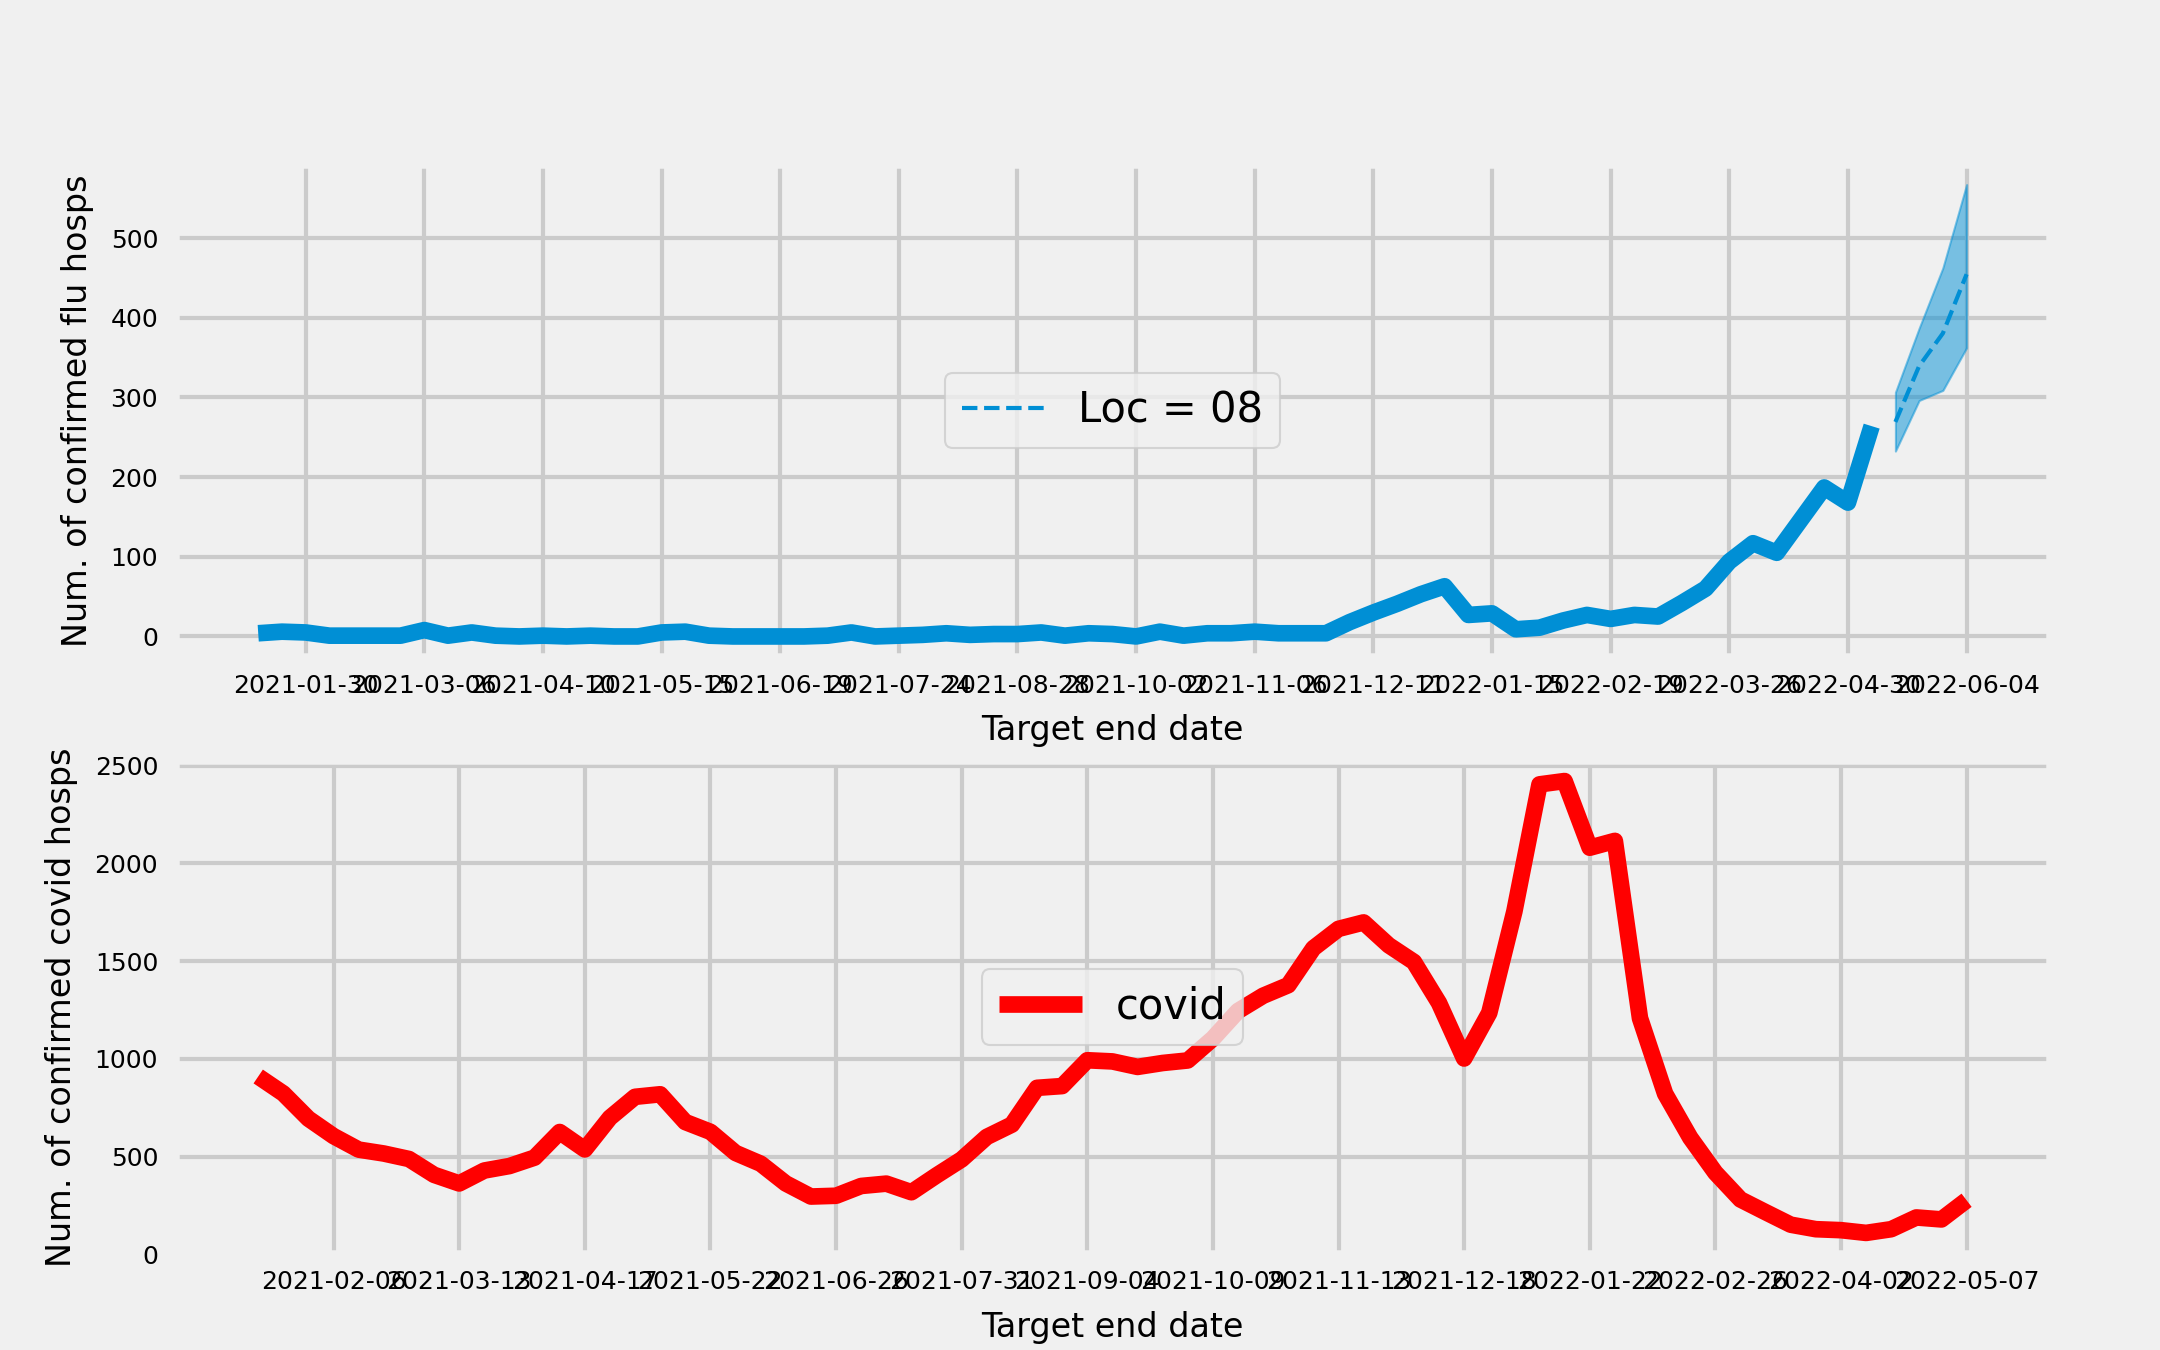 Num. of confirmed flu hosps
500
400
300
200
100
0
Loc = 08
2021-01-30 2021-03-06 2021-04-10 2021-05-15 2021-06-19 2021-07-24 2021-08-28 2021-10-02 2021-11-06 2021-12-11 2022-01-15 2022-02-19 2022-03-26 2022-04-30 2022-06-04
Target end date
Num. of confirmed covid hosps
2500
2000
1500
1000
500
0
covid
2021-02-06 2021-03-13 2021-04-17 2021-05-22 2021-06-26 2021-07-31 2021-09-04 2021-10-09 2021-11-13 2021-12-18 2022-01-22 2022-02-26 2022-04-02 2022-05-07
Target end date